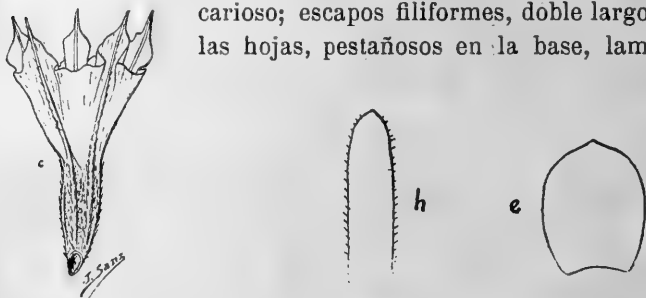 carioso; escapos filiformes, doble largo
las hojas, pestañosos en la base, lam
c
h
e
J. Sans